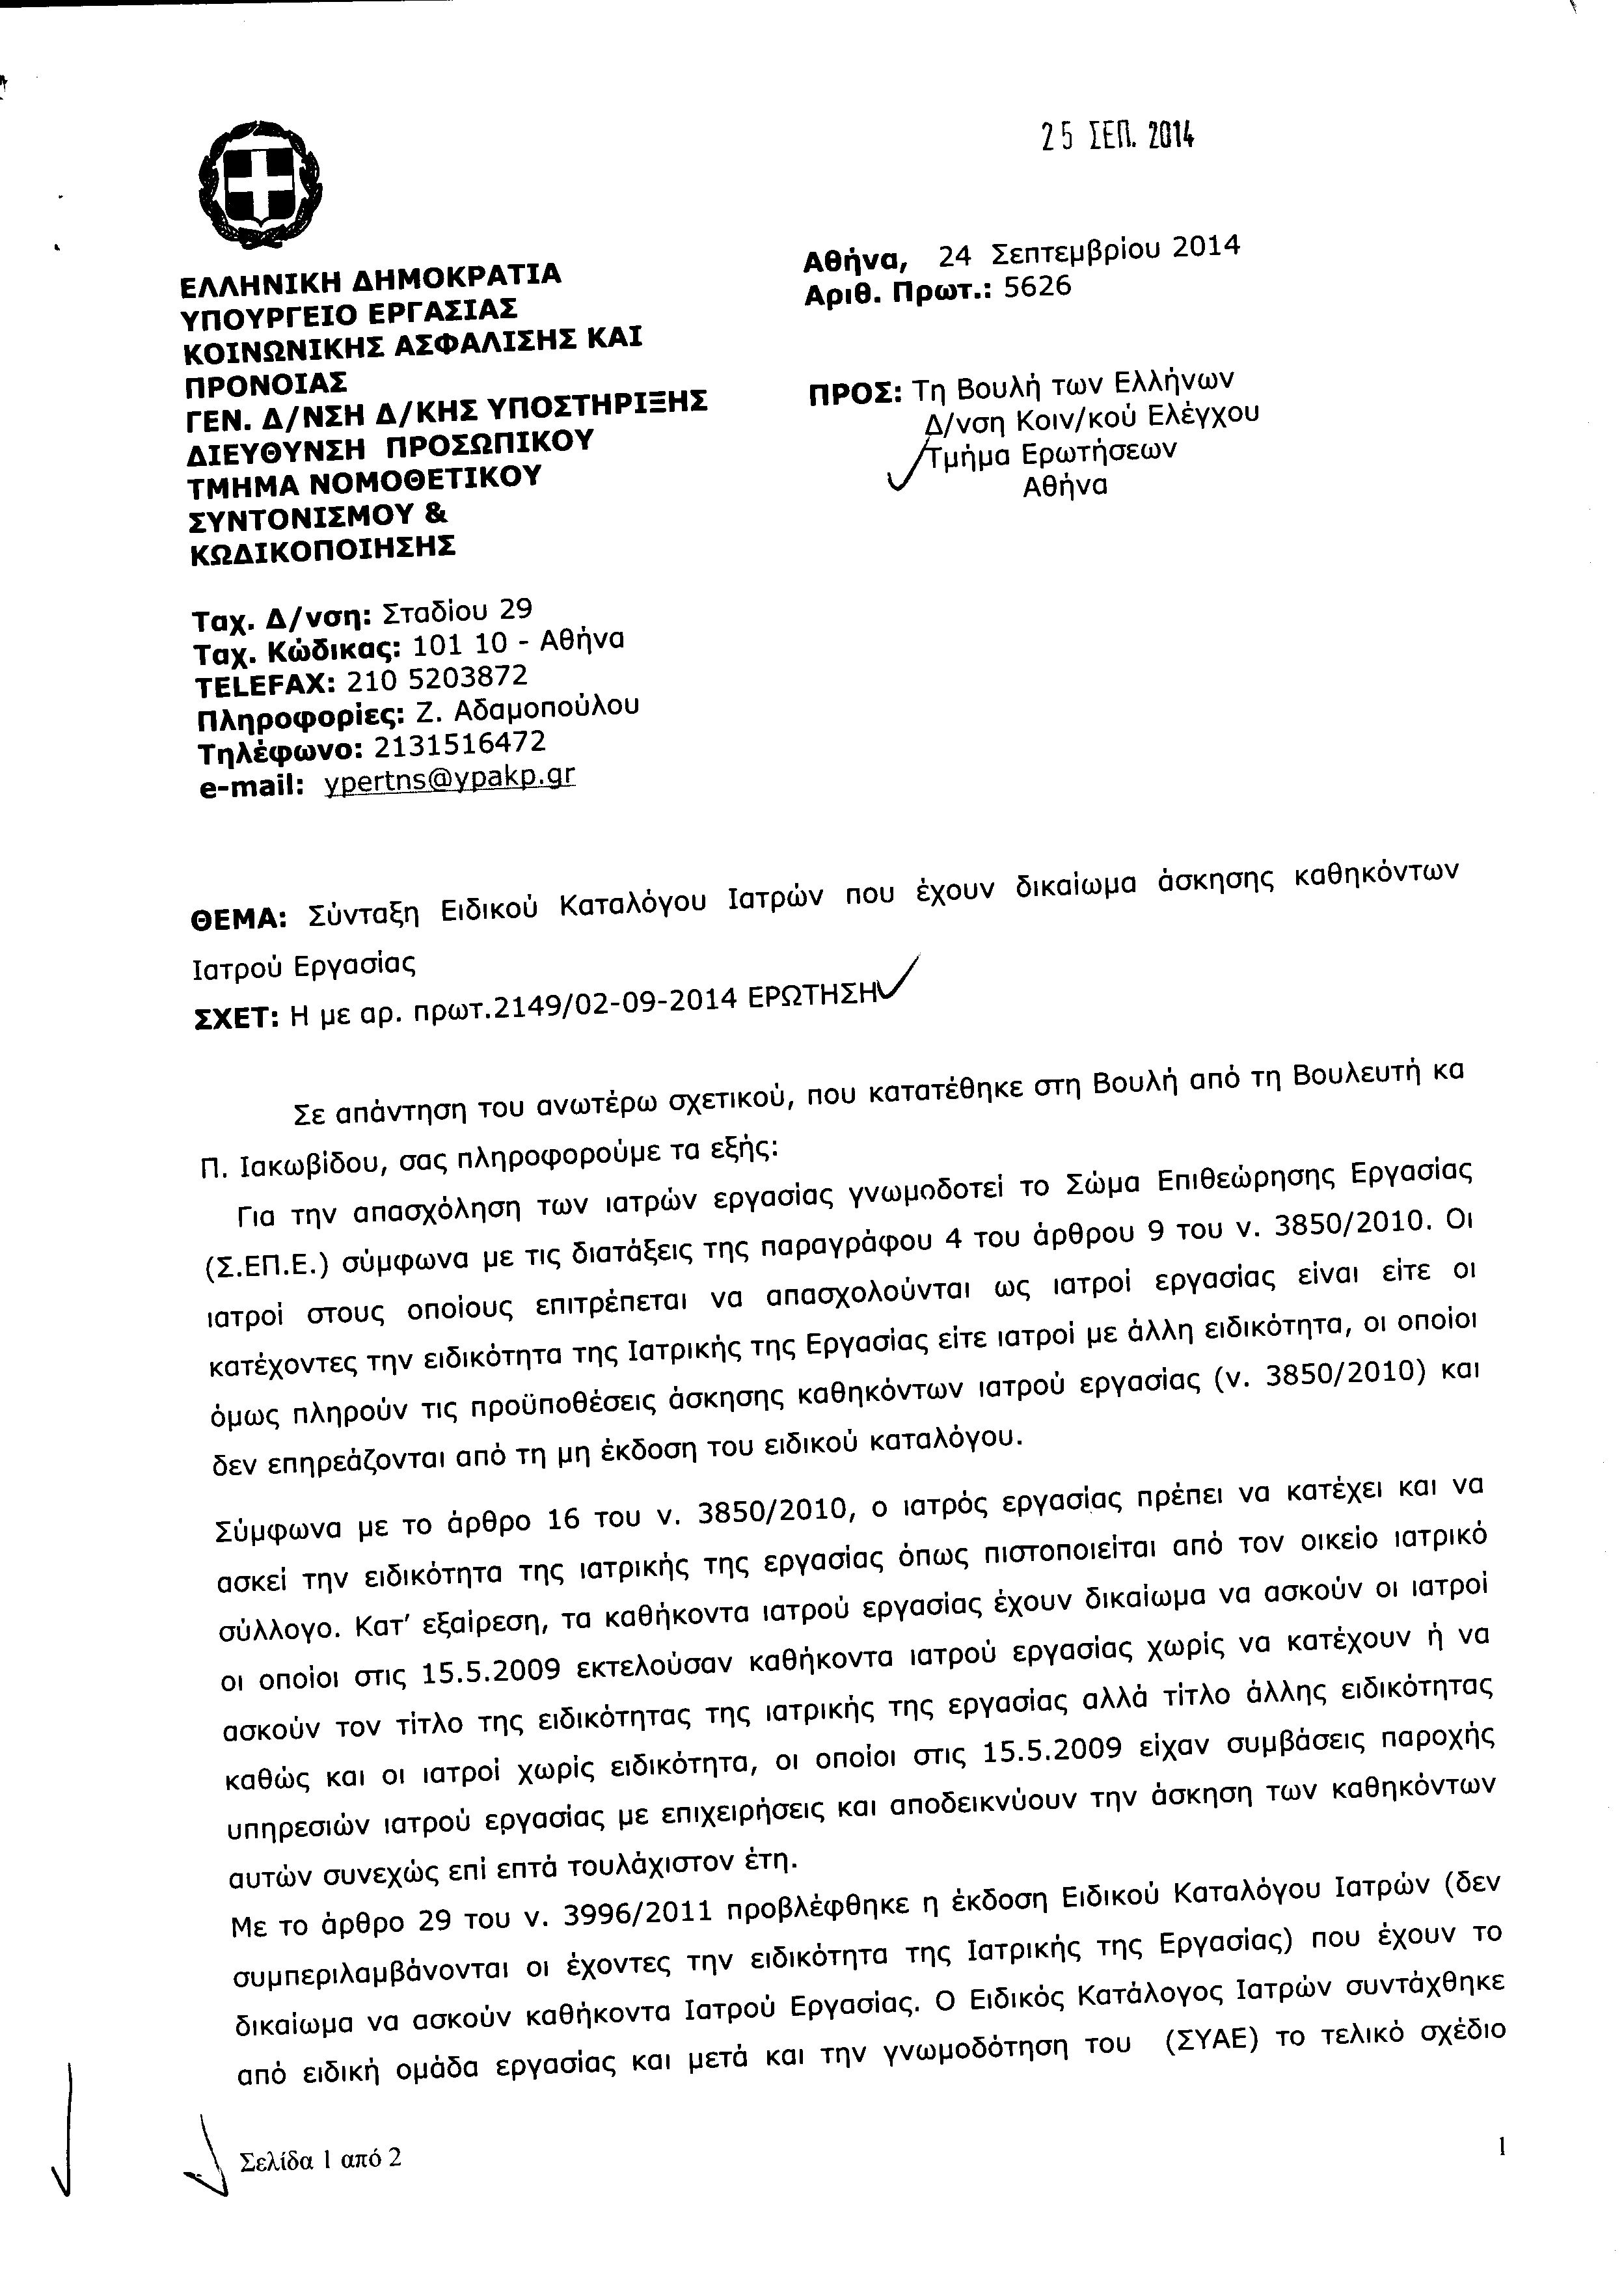 25 ΣΕΠ. 2014
ΕΛΛΗΝΙΚΗ ΔΗΜΟΚΡΑΤΙΑ
ΥΠΟΥΡΓΕΙΟ ΕΡΓΑΣΙΑΣ
ΚΟΙΝΩΝΙΚΗΣ ΑΣΦΑΛΙΣΗΣ ΚΑΙ
ΠΡΟΝΟΙΑΣ
ΓΕΝ. Δ/ΝΣΗ Δ/ΚΗΣ ΥΠΟΣΤΗΡΙΞΗΣ
ΔΙΕΥΘΥΝΣΗ ΠΡΟΣΩΠΙΚΟΥ
ΤΜΗΜΑ ΝΟΜΟΘΕΤΙΚΟΥ
ΣΥΝΤΟΝΙΣΜΟΥ &
ΚΩΔΙΚΟΠΟΙΗΣΗΣ
Ταχ. Δ/νση: Σταδίου 29
Ταχ. Κώδικας: 101 10 - Αθήνα
TELEFAX: 210 5203872
Πληροφορίες: Ζ. Αδαμοπούλου
Τηλέφωνο: 2131516472
e-mail: ypertns@ypakp.gr
Αθήνα, 24 Σεπτεμβρίου 2014
Αριθ. Πρωτ.: 5626
ΠΡΟΣ: Τη Βουλή των Ελλήνων
Δ/νση Κοιν/κού Ελέγχου
Τμήμα Ερωτήσεων
Αθήνα
ΘΕΜΑ: Σύνταξη Ειδικού Καταλόγου Ιατρών που έχουν δικαίωμα άσκησης καθηκόντων
Ιατρού Εργασίας
ΣΧΕΤ: Η με αρ. πρωτ.2149/02-09-2014 ΕΡΩΤΗΣΗ
Σε απάντηση του ανωτέρω σχετικού, που κατατέθηκε στη Βουλή από τη Βουλευτή κα
Π. Ιακωβίδου, σας πληροφορούμε τα εξής:
Για την απασχόληση των ιατρών εργασίας γνωμοδοτεί το Σώμα Επιθεώρησης Εργασίας
(Σ.ΕΠ.Ε.) σύμφωνα με τις διατάξεις της παραγράφου 4 του άρθρου 9 του ν. 3850/2010. Οι
ιατροί στους οποίους επιτρέπεται να απασχολούνται ως ιατροί εργασίας είναι είτε οι
κατέχοντες την ειδικότητα της Ιατρικής της Εργασίας είτε ιατροί με άλλη ειδικότητα, οι οποίοι
όμως πληρούν τις προϋποθέσεις άσκησης καθηκόντων ιατρού εργασίας (ν. 3850/2010) και
δεν επηρεάζονται από τη μη έκδοση του ειδικού καταλόγου.
Σύμφωνα με το άρθρο 16 του ν. 3850/2010, ο ιατρός εργασίας πρέπει να κατέχει και να
ασκεί την ειδικότητα της ιατρικής της εργασίας όπως πιστοποιείται από τον οικείο ιατρικό
σύλλογο. Κατ' εξαίρεση, τα καθήκοντα ιατρού εργασίας έχουν δικαίωμα να ασκούν οι ιατροί
οι οποίοι στις 15.5.2009 εκτελούσαν καθήκοντα ιατρού εργασίας χωρίς να κατέχουν ή να
ασκούν τον τίτλο της ειδικότητας της ιατρικής της εργασίας αλλά τίτλο άλλης ειδικότητας
καθώς και οι ιατροί χωρίς ειδικότητα, οι οποίοι στις 15.5.2009 είχαν συμβάσεις παροχής
υπηρεσιών ιατρού εργασίας με επιχειρήσεις και αποδεικνύουν την άσκηση των καθηκόντων
αυτών συνεχώς επί επτά τουλάχιστον έτη.
Με το άρθρο 29 του ν. 3996/2011 προβλέφθηκε η έκδοση Ειδικού Καταλόγου Ιατρών (δεν
συμπεριλαμβάνονται οι έχοντες την ειδικότητα της Ιατρικής της Εργασίας) που έχουν το
δικαίωμα να ασκούν καθήκοντα Ιατρού Εργασίας. Ο Ειδικός Κατάλογος Ιατρών συντάχθηκε
από ειδική ομάδα εργασίας και μετά και την γνωμοδότηση του (ΣΥΑΕ) το τελικό σχέδιο
Σελίδα 1 από 2
1